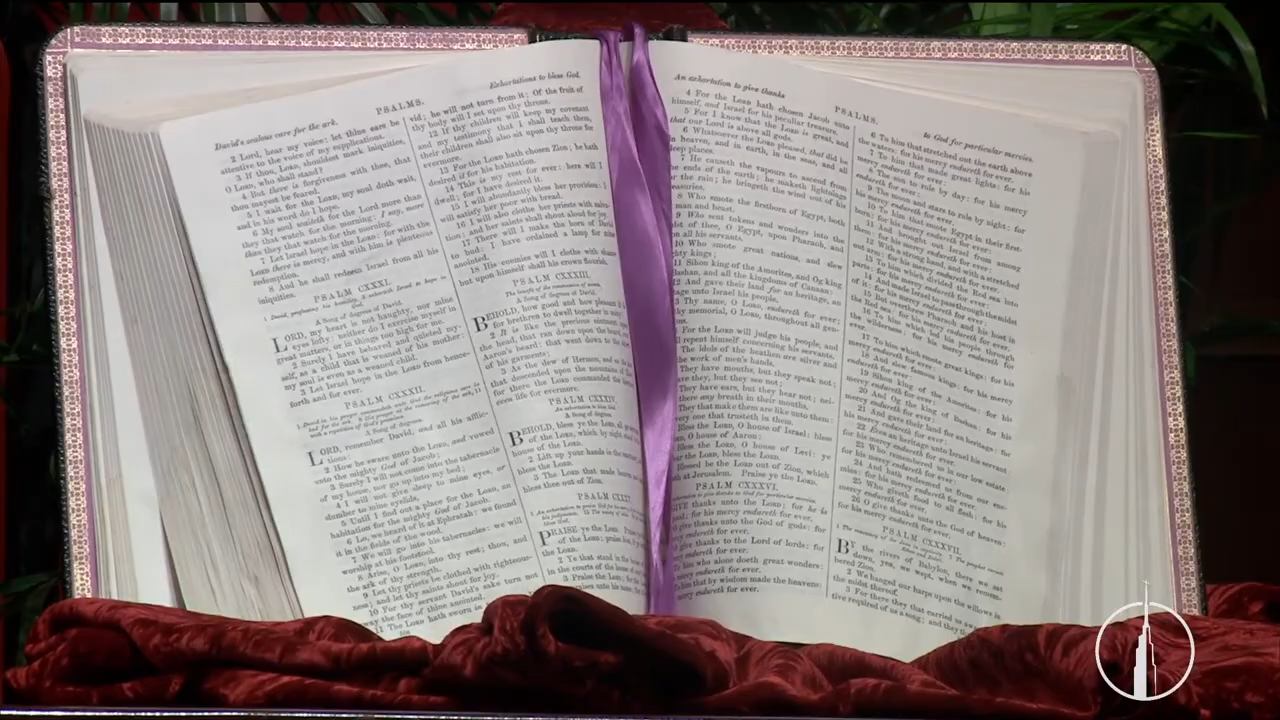 PSALMS.
Exhortations to bless God.
David's zealous care for the ark.
2 Lord, hear my voice: let thine ears be
attentive to the voice of my supplications.
3 If thou, LORD, shouldest mark iniquities,
O Lord, who shall stand?
4 But there is forgiveness with thee, that
thou mayest be feared.
5 I wait for the LORD, my soul doth wait,
and in his word do I hope.
6 My soul waiteth for the Lord more than
they that watch for the morning: I say, more
than they that watch for the morning.
7 Let Israel hope in the LORD: for with the
LORD there is mercy, and with him is plenteous
redemption.
8 And he shall redeem Israel from all his
iniquities.
PSALM CXXXI.
A Song of degrees of David.
LORD, my heart is not haughty, nor mine
eyes lofty: neither do I exercise myself in
great matters, or in things too high for me.
2 Surely I have behaved and quieted my-
self, as a child that is weaned of his mother:
my soul is even as a weaned child.
3 Let Israel hope in the LORD from hence-
forth and for ever.
PSALM CXXXII.
A Song of degrees.
LORD, remember David, and all his afflic-
tions:
2 How he sware unto the LORD, and vowed
unto the mighty God of Jacob;
3 Surely I will not come into the tabernacle
of my house, nor go up into my bed;
4 I will not give sleep to mine eyes, or
slumber to mine eyelids,
5 Until I find out a place for the LORD, an
habitation for the mighty God of Jacob.
6 Lo, we heard of it at Ephratah: we found
it in the fields of the wood.
7 We will go into his tabernacles: we will
worship at his footstool.
8 Arise, O LORD, into thy rest; thou, and
the ark of thy strength.
9 Let thy priests be clothed with righteous-
ness; and let thy saints shout for joy.
10 For thy servant David's sake turn not
away the face of thine anointed.
11 The LORD hath sworn in
vid; he will not turn from it; Of the fruit of
thy body will I set upon thy throne.
12 If thy children will keep my covenant
and my testimony that I shall teach them,
their children shall also sit upon thy throne for
evermore.
13 For the LORD hath chosen Zion; he hath
desired it for his habitation.
14 This is my rest for ever: here will I
dwell; for I have desired it.
15 I will abundantly bless her provision: I
will satisfy her poor with bread.
16 I will also clothe her priests with salva-
tion: and her saints shall shout aloud for joy.
17 There will I make the horn of David
to bud: I have ordained a lamp for mine
anointed.
18 His enemies will I clothe with shame:
but upon himself shall his crown flourish.
PSALM CXXXIII.
A Song of degrees of David.
BEHOLD, how good and how pleasant
for brethren to dwell together in
2 It is like the precious ointment
the head, that ran down upon the beard,
Aaron's beard: that went down to the
of his garments;
3 As the dew of Hermon, and as the
that descended upon the mountains of
for there the LORD commanded the
even life for evermore.
PSALM CXXXIV.
A Song of degrees.
BEHOLD, bless ye the LORD, all
of the LORD, which by night stand
house of the LORD.
2 Lift up your hands in the
bless the LORD.
3 The LORD that made heaven
bless thee out of Zion.
PSALM
PRAISE ye the LORD. Praise
the LORD; praise him,
the LORD.
2 Ye that stand in the
in the courts of the house
3 Praise the LORD; for the
praises unto his name;
An exhortation to give thanks
PSALMS.
to God for particular mercies.
4 For the LORD hath chosen Jacob unto
himself, and Israel for his peculiar treasure.
5 For I know that the LORD is great, and
that our Lord is above all gods.
6 Whatsoever the LORD pleased, that did he
in heaven, and in earth, in the seas, and all
deep places.
7 He causeth the vapours to ascend from
the ends of the earth; he maketh lightnings
for the rain; he bringeth the wind out of his
treasuries.
8 Who smote the firstborn of Egypt, both
man and beast.
9 Who sent tokens and wonders into the
midst of thee, O Egypt, upon Pharaoh, and
upon all his servants.
10 Who smote great nations, and slew
mighty kings;
11 Sihon king of the Amorites, and Og king
Bashan, and all the kingdoms of Canaan:
12 And gave their land for an heritage, an
heritage unto Israel his people.
Thy name, O LORD, endureth for ever;
thy memorial, O LORD, throughout all gen-
For the LORD will judge his people, and
will repent himself concerning his servants.
The idols of the heathen are silver and
the work of men's hands.
They have mouths, but they speak not;
have they, but they see not;
They have ears, but they hear not; nei-
there any breath in their mouths.
They that make them are like unto them:
every one that trusteth in them.
Bless the LORD, O house of Israel: bless
LORD, O house of Aaron:
Bless the LORD, O house of Levi: ye
fear the LORD, bless the LORD.
Blessed be the LORD out of Zion, which
dwelleth at Jerusalem. Praise ye the LORD.
PSALM CXXXVI.
GIVE thanks unto the LORD; for he is
good: for his mercy endureth for ever.
give thanks unto the God of gods: for
mercy endureth for ever.
give thanks to the Lord of lords: for
mercy endureth for ever.
To him who alone doeth great wonders:
mercy endureth for ever.
To him that by wisdom made the heavens:
mercy endureth for ever.
6 To him that stretched out the earth above
the waters: for his mercy endureth for ever.
7 To him that made great lights: for his
mercy endureth for ever:
8 The sun to rule by day: for his mercy
endureth for ever:
9 The moon and stars to rule by night: for
his mercy endureth for ever.
10 To him that smote Egypt in their first-
born: for his mercy endureth for ever:
11 And brought out Israel from among
them: for his mercy endureth for ever:
12 With a strong hand, and with a stretched
out arm: for his mercy endureth for ever.
13 To him which divided the Red sea into
parts: for his mercy endureth for ever:
14 And made Israel to pass through the midst
of it: for his mercy endureth for ever:
15 But overthrew Pharaoh and his host in
the Red sea: for his mercy endureth for ever.
16 To him which led his people through
the wilderness: for his mercy endureth for
ever.
17 To him which smote great kings: for his
mercy endureth for ever:
18 And slew famous kings: for his mercy
endureth for ever:
19 Sihon king of the Amorites: for his
mercy endureth for ever:
20 And Og the king of Bashan: for his
mercy endureth for ever:
21 And gave their land for an heritage: for
his mercy endureth for ever:
22 Even an heritage unto Israel his servant:
for his mercy endureth for ever.
23 Who remembered us in our low estate:
for his mercy endureth for ever:
24 And hath redeemed us from our ene-
mies: for his mercy endureth for ever.
25 Who giveth food to all flesh: for his
mercy endureth for ever.
26 O give thanks unto the God of heaven:
for his mercy endureth for ever.
PSALM CXXXVII.
BY the rivers of Babylon, there we sat
down, yea, we wept, when we remem-
bered Zion.
2 We hanged our harps upon the willows in
the midst thereof.
3 For there they that carried us away
tive required of us a song; and they